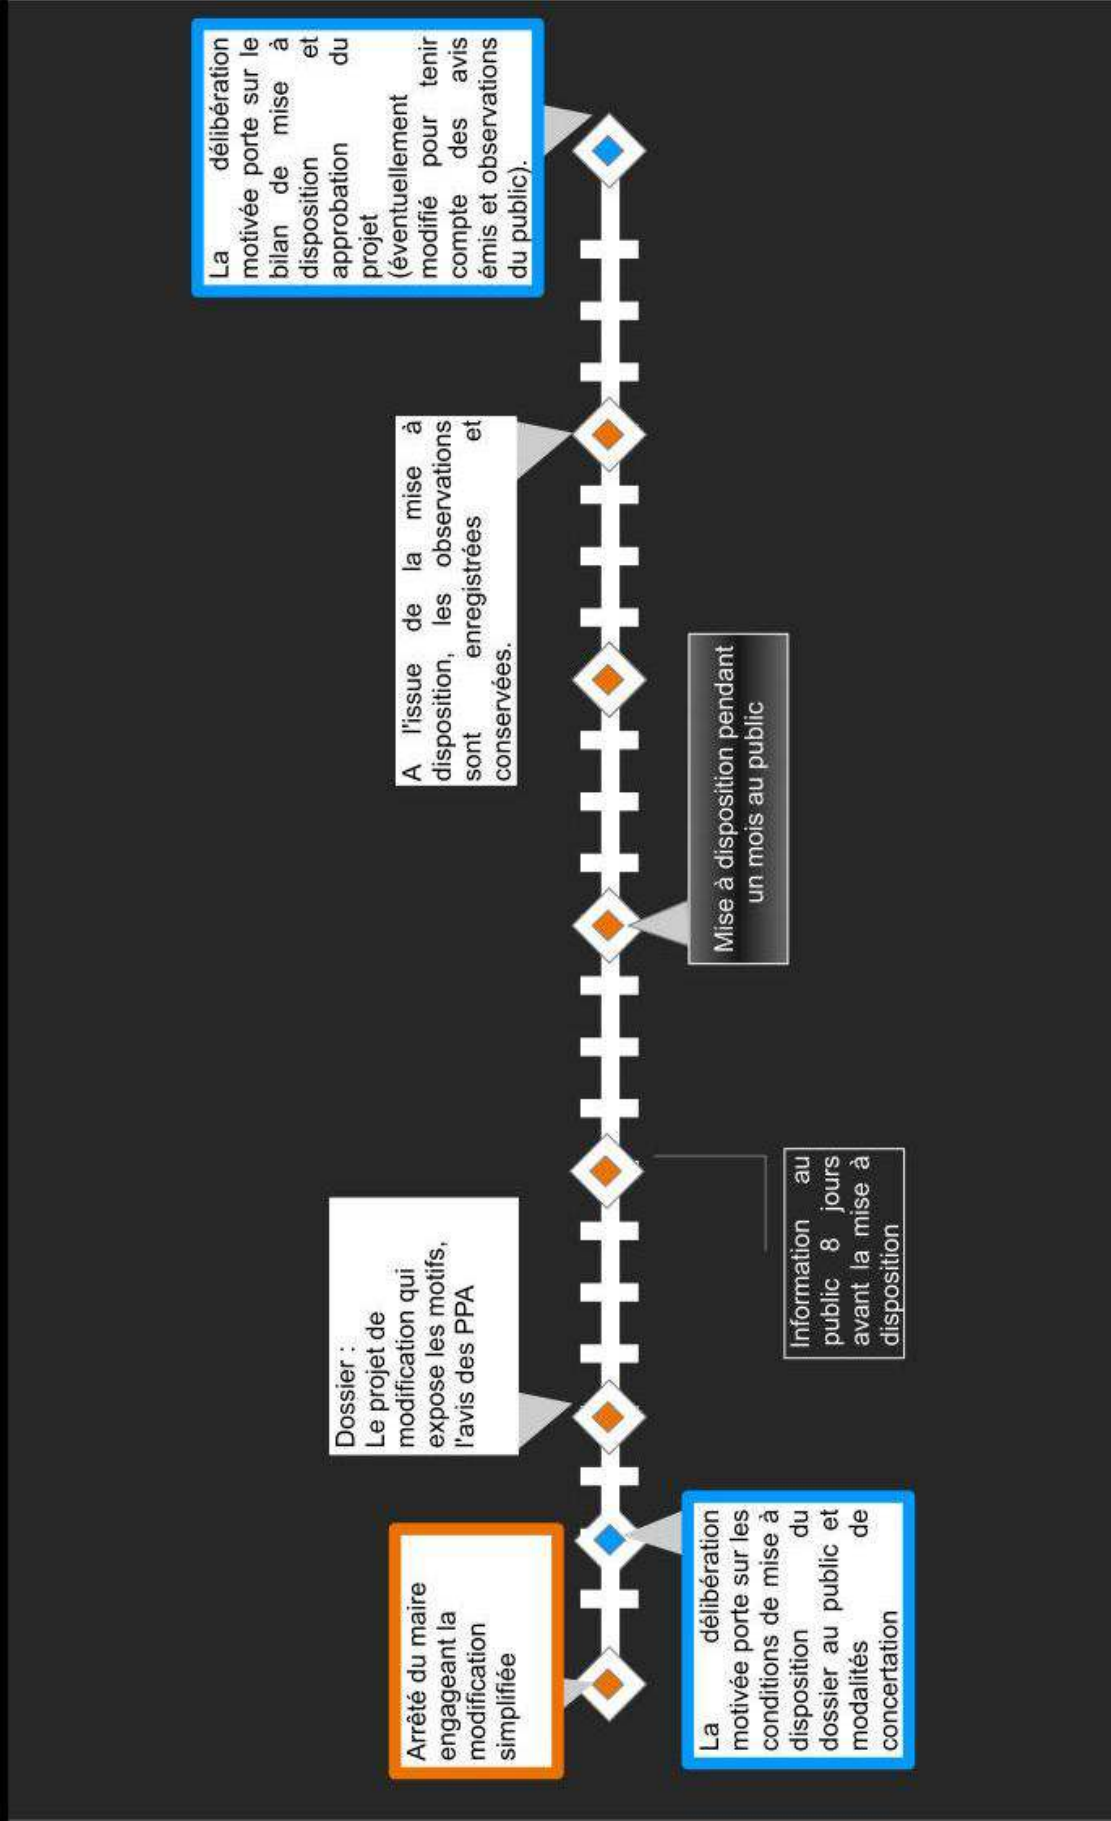 Arrêté du maire
engageant la
modification
simplifiée
La délibération
motivée porte sur les
conditions de mise à
disposition du
dossier au public et
modalités de
concertation
Dossier :
Le projet de
modification qui
expose les motifs,
l'avis des PPA
Information au
public 8 jours
avant la mise à
disposition
Mise à disposition pendant
un mois au public
A l'issue de la mise à
disposition, les observations
sont enregistrées et
conservées.
La délibération
motivée porte sur le
bilan de mise à
disposition et
approbation du
projet
(éventuellement
modifié pour tenir
compte des avis
émis et observations
du public).